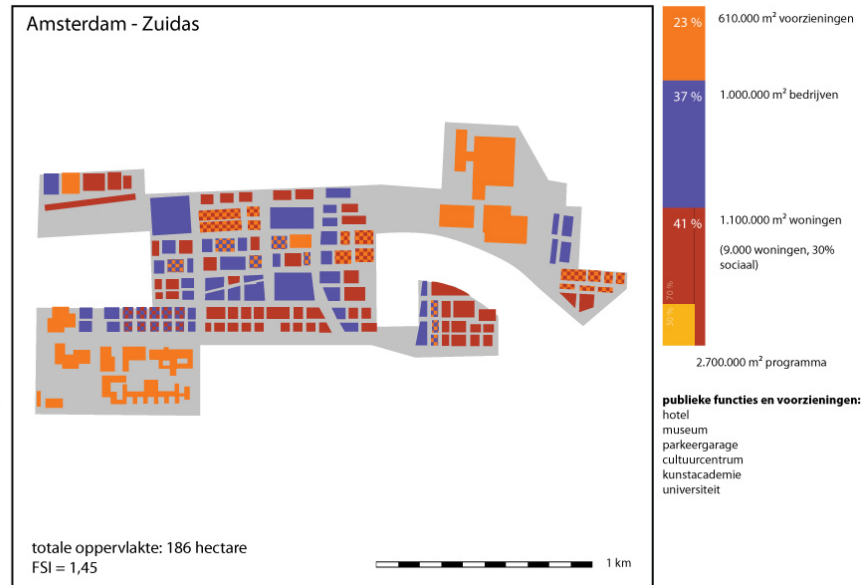 Amsterdam - Zuidas
totale oppervlakte: 186 hectare
FSI = 1,45
1 km
23 %
610.000 m² voorzieningen
37 %
1.000.000 m² bedrijven
41 %
1.100.000 m² woningen
(9.000 woningen, 30%
sociaal)
70 %
30 %
2.700.000 m² programma
publieke functies en voorzieningen:
hotel
museum
parkeergarage
cultuurcentrum
kunstacademie
universiteit